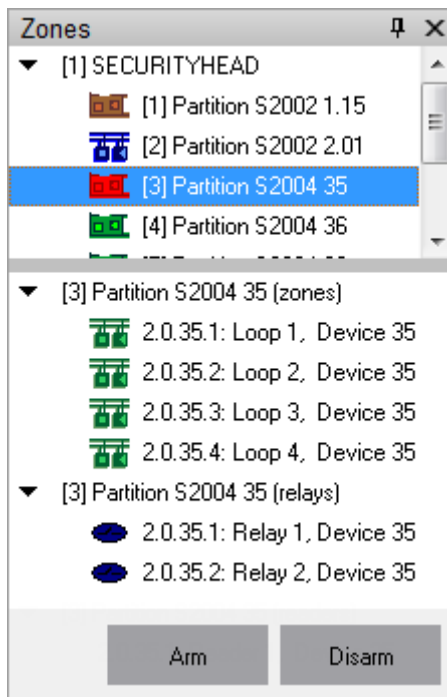 Zones
[1] SECURITYHEAD
[1] Partition S2002 1.15
[2] Partition S2002 2.01
[3] Partition S2004 35
[4] Partition S2004 36
[3] Partition S2004 35 (zones)
2.0.35.1: Loop 1, Device 35
2.0.35.2: Loop 2, Device 35
2.0.35.3: Loop 3, Device 35
2.0.35.4: Loop 4, Device 35
[3] Partition S2004 35 (relays)
2.0.35.1: Relay 1, Device 35
2.0.35.2: Relay 2, Device 35
Arm Disarm